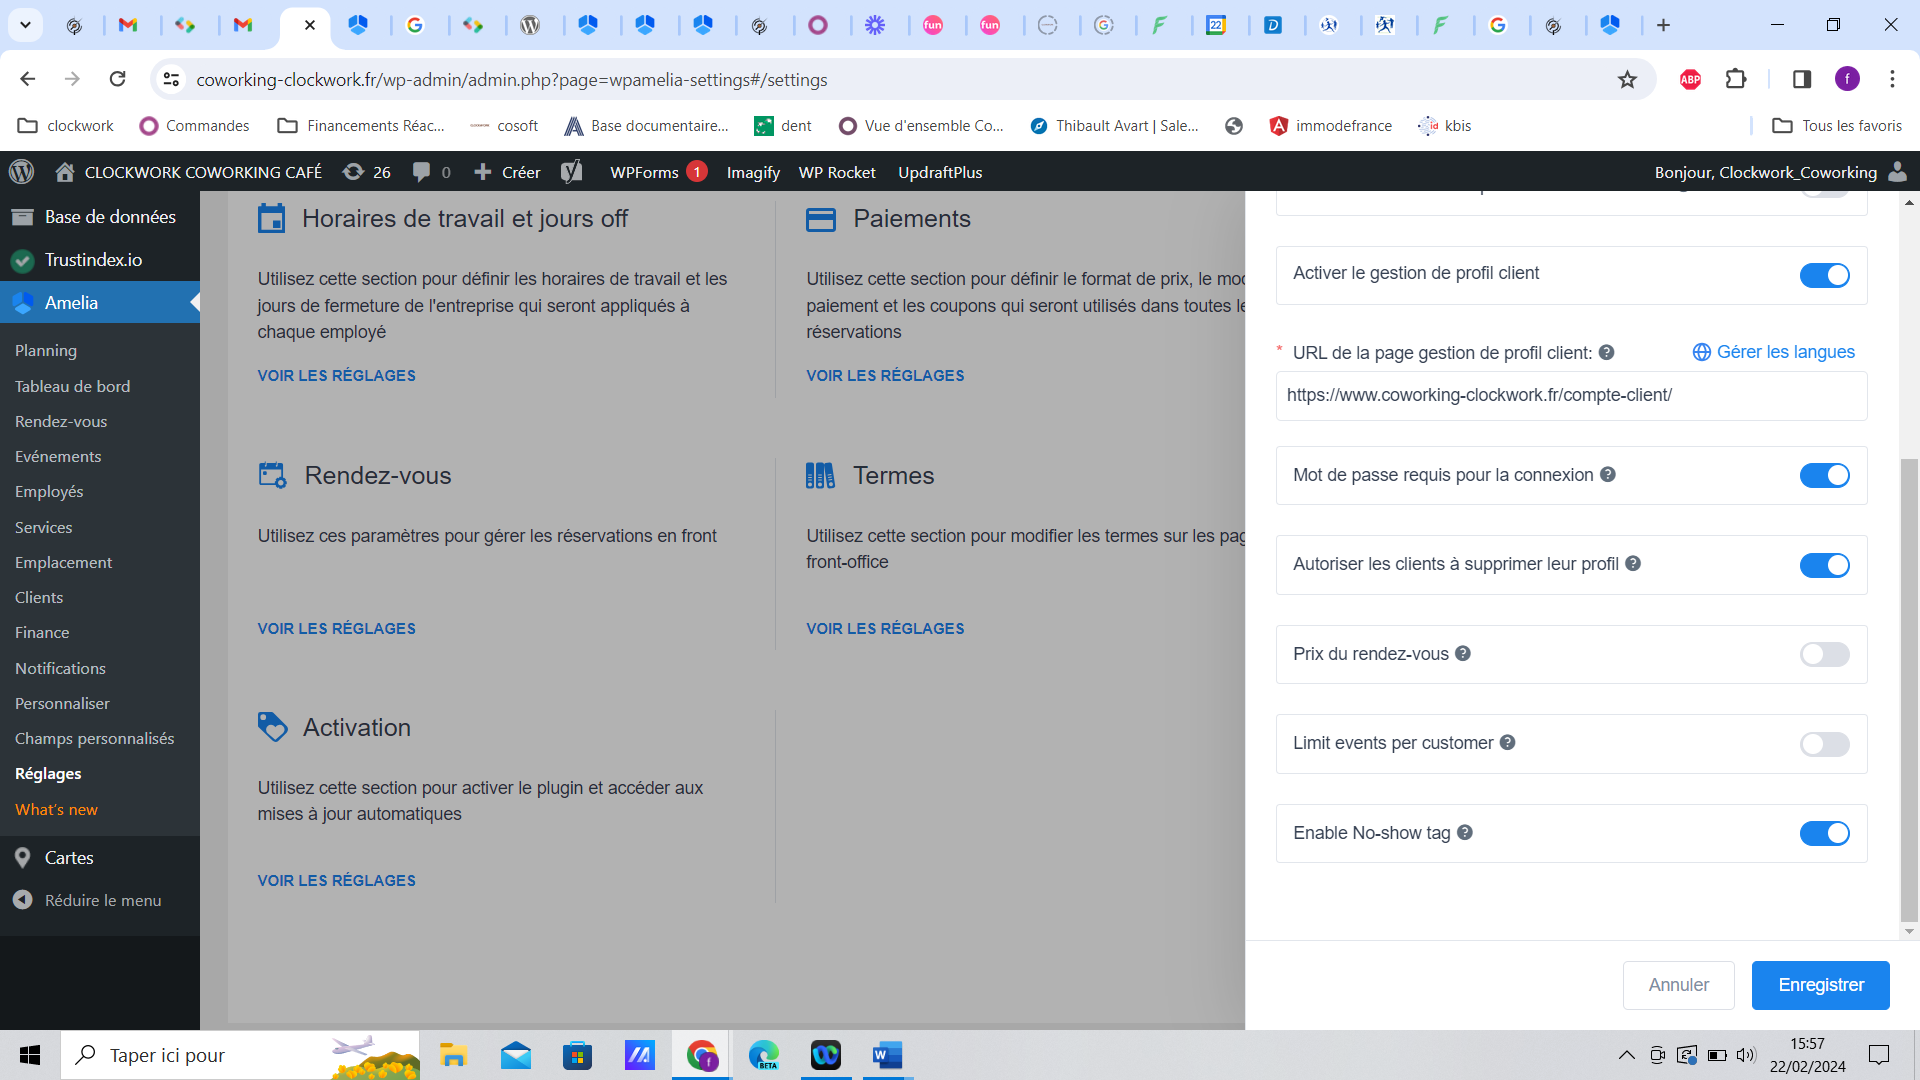 coworking-clockwork.fr/wp-admin/admin.php?page=wpamelia-settings#/settings
ABP
f
clockwork
Commandes
Financements Réac...
cosoft
Base documentaire...
dent
Vue d'ensemble Co...
Thibault Avart | Sale...
immodefrance
kbis
Tous les favoris
CLOCKWORK COWORKING CAFÉ
26
0
Créer
WPForms
1
Imagify
WP Rocket
UpdraftPlus
Bonjour, Clockwork_Coworking
Base de données
Trustindex.io
Amelia
Planning
Tableau de bord
Rendez-vous
Evénements
Employés
Services
Emplacement
Clients
Finance
Notifications
Personnaliser
Champs personnalisés
Réglages
What's new
Cartes
Réduire le menu
Horaires de travail et jours off
Utilisez cette section pour définir les horaires de travail et les
jours de fermeture de l'entreprise qui seront appliqués à
chaque employé
VOIR LES RÉGLAGES
Paiements
Utilisez cette section pour définir le format de prix, le mo
paiement et les coupons qui seront utilisés dans toutes
réservations
VOIR LES RÉGLAGES
Rendez-vous
Utilisez ces paramètres pour gérer les réservations en front
VOIR LES RÉGLAGES
Termes
Utilisez cette section pour modifier les termes sur les pag
front-office
VOIR LES RÉGLAGES
Activation
Utilisez cette section pour activer le plugin et accéder aux
mises à jour automatiques
VOIR LES RÉGLAGES
Activer le gestion de profil client
* URL de la page gestion de profil client:
Gérer les langues
https://www.coworking-clockwork.fr/compte-client/
Mot de passe requis pour la connexion
Autoriser les clients à supprimer leur profil
Prix du rendez-vous
Limit events per customer
Enable No-show tag
Annuler
Enregistrer
Taper ici pour
15:57
22/02/2024